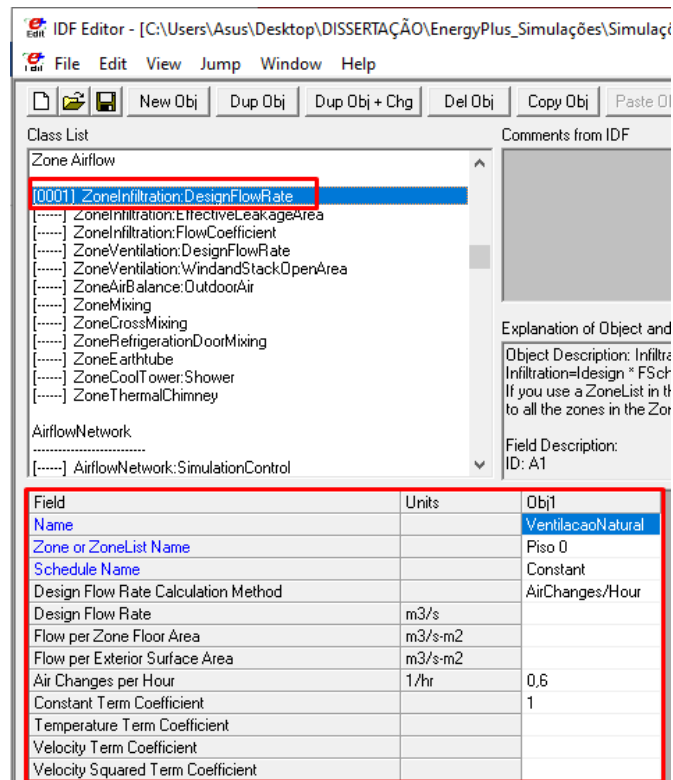 IDF Editor - [C:\Users\Asus\Desktop\DISSERTAÇÃO\EnergyPlus_Simulações\Simulaç
File Edit View Jump Window Help
New Obj Dup Obj Dup Obj + Chg Del Obj Copy Obj Paste O
Class List Comments from IDF
Zone Airflow
[0001] ZoneInfiltration:DesignFlowRate
[------] ZoneInfiltration:EffectiveLeakageArea
[------] ZoneInfiltration:FlowCoefficient
[------] ZoneVentilation:DesignFlowRate
[------] ZoneVentilation:WindandStackOpenArea
[------] ZoneAirBalance:OutdoorAir
[------] ZoneMixing
[------] ZoneCrossMixing
[------] ZoneRefrigerationDoorMixing
[------] ZoneEarthtube
[------] ZoneCoolTower:Shower
[------] ZoneThermalChimney
AirflowNetwork
--------------------------
[------] AirflowNetwork:SimulationControl
Explanation of Object and
Object Description: Infiltra
Infiltration=Idesign * FSch
If you use a ZoneList in th
to all the zones in the Zon
Field Description:
ID: A1
Field Units Obj1
Name VentilacaoNatural
Zone or ZoneList Name Piso 0
Schedule Name Constant
Design Flow Rate Calculation Method AirChanges/Hour
Design Flow Rate m3/s
Flow per Zone Floor Area m3/s-m2
Flow per Exterior Surface Area m3/s-m2
Air Changes per Hour 1/hr 0,6
Constant Term Coefficient 1
Temperature Term Coefficient
Velocity Term Coefficient
Velocity Squared Term Coefficient